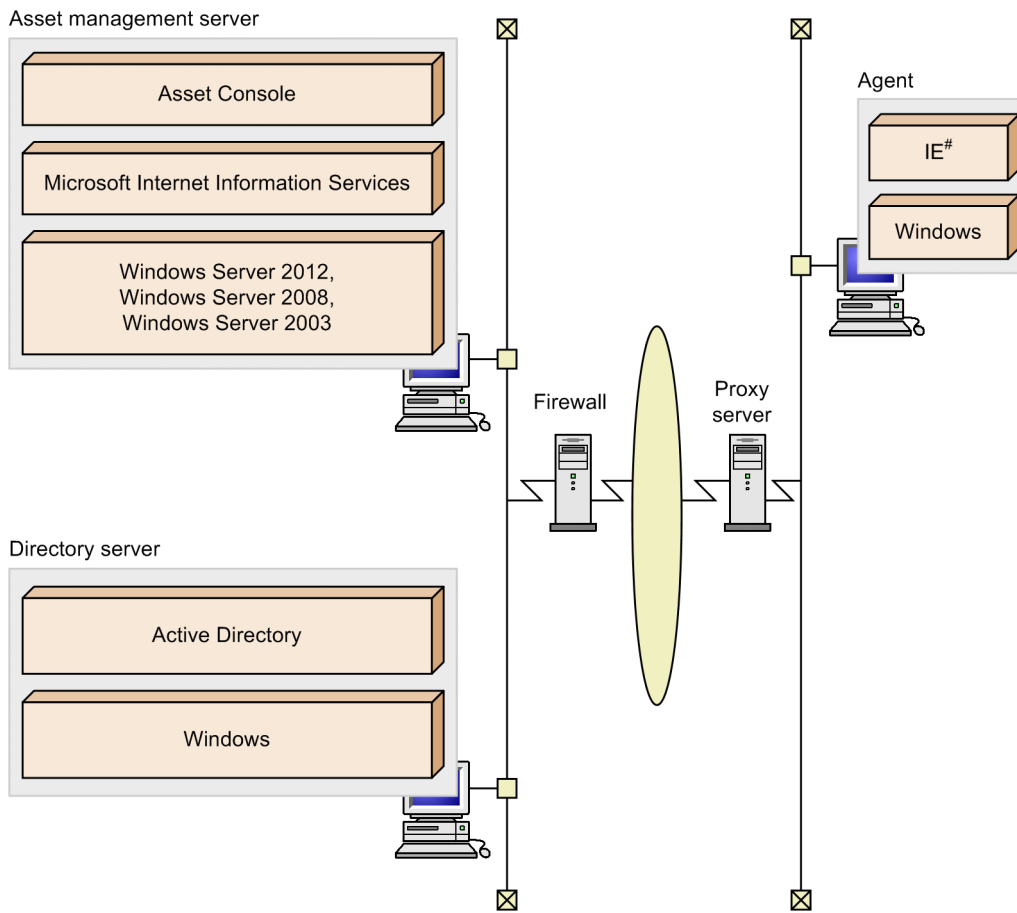 Asset management server
Asset Console
Microsoft Internet Information Services
Windows Server 2012,
Windows Server 2008,
Windows Server 2003
Agent
IE#
Windows
Firewall
Proxy
server
Directory server
Active Directory
Windows